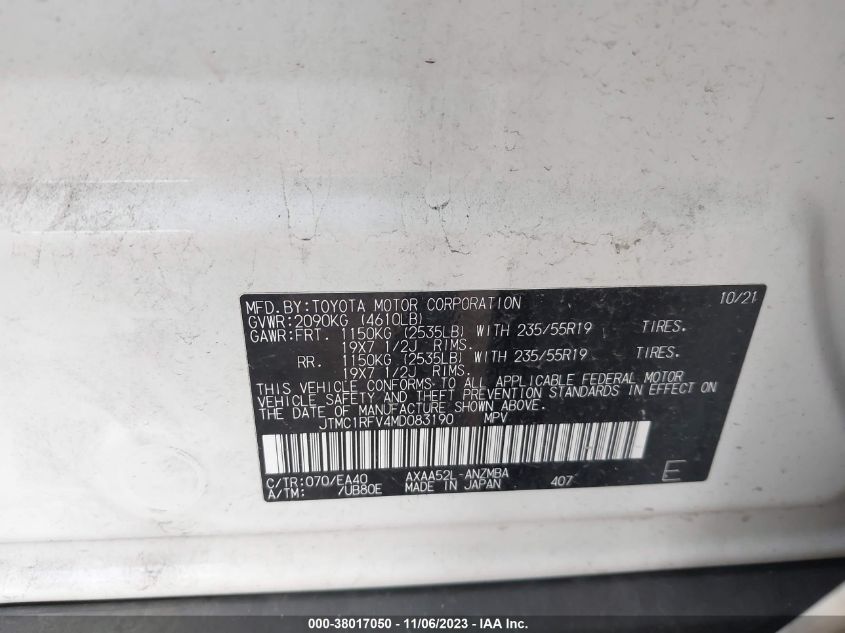 MFD.BY:TOYOTA MOTOR CORPORATION 10/21
GVWR:2090KG (4610LB)
GAWR:FRT. 1150KG (2535LB) WITH 235/55R19 TIRES.
19X7 1/2J RIMS.
RR. 1150KG (2535LB) WITH 235/55R19 TIRES.
19X7 1/2J RIMS.
THIS VEHICLE CONFORMS TO ALL APPLICABLE FEDERAL MOTOR
VEHICLE SAFETY AND THEFT PREVENTION STANDARDS IN EFFECT ON
THE DATE OF MANUFACTURE SHOWN ABOVE.
JTMC1RFV4MD083190 MPV
C/TR:070/EA40 AXAA52L-ANZMBA
A/TM: /UB80E MADE IN JAPAN 407 E
000-38017050 - 11/06/2023 - © IAA Inc.